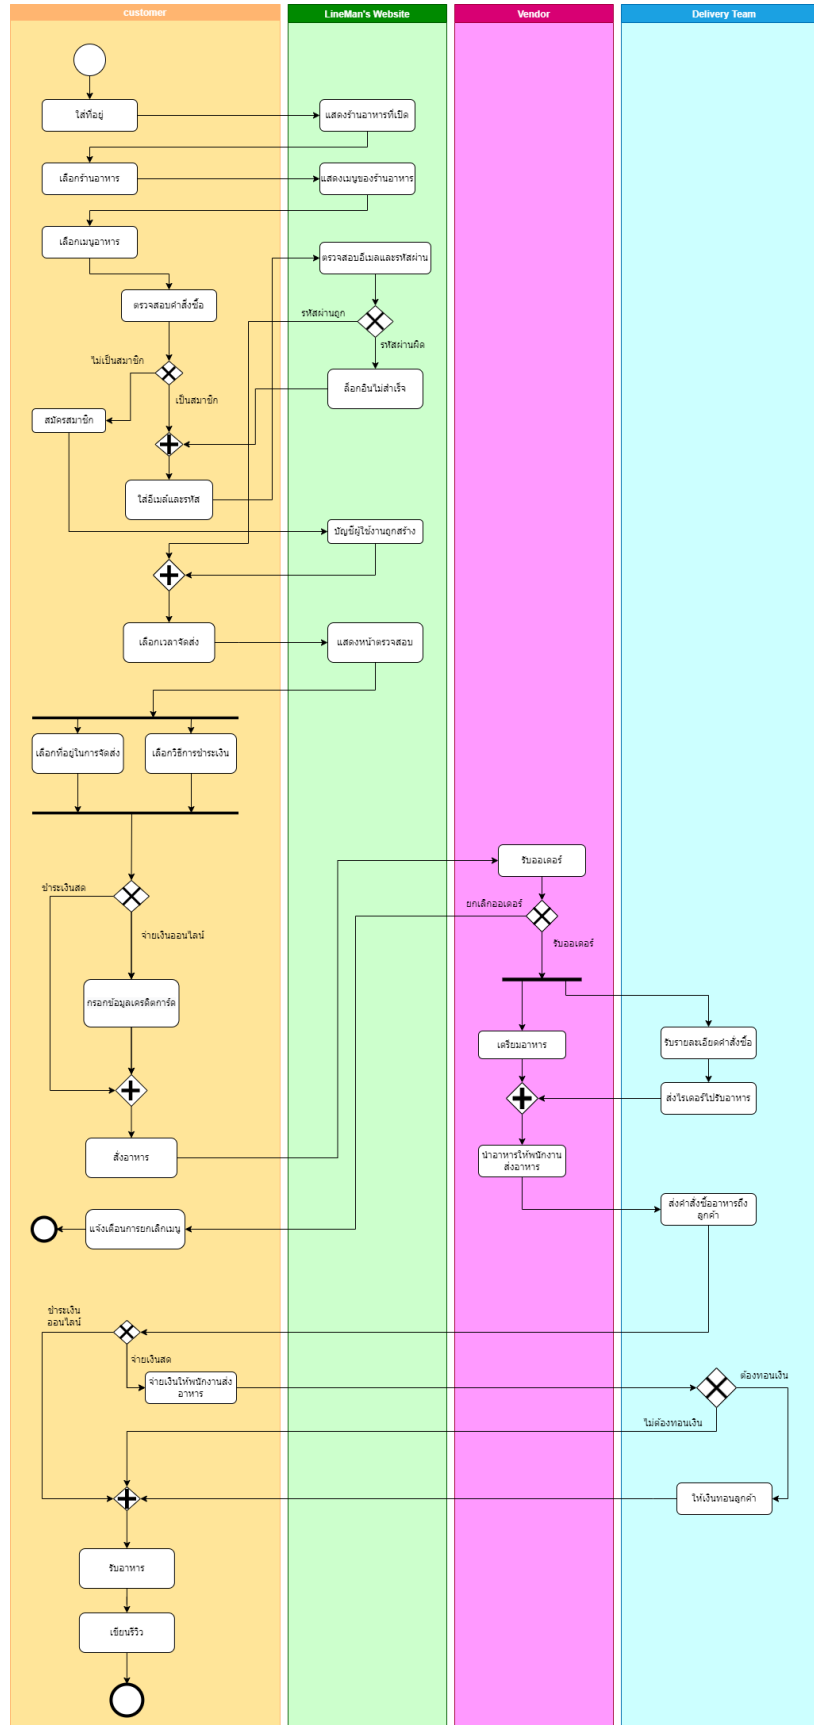 customer
LineMan's Website
Vendor
Delivery Team
ใส่ที่อยู่
แสดงร้านอาหารที่เปิด
เลือกร้านอาหาร
แสดงเมนูของร้านอาหาร
เลือกเมนูอาหาร
ตรวจสอบอีเมลและรหัสผ่าน
ตรวจสอบคำสั่งซื้อ
รหัสผ่านถูก
รหัสผ่านผิด
ไม่เป็นสมาชิก
ล็อกอินไม่สำเร็จ
เป็นสมาชิก
สมัครสมาชิก
ใส่อีเมล์และรหัส
บัญชีผู้ใช้งานถูกสร้าง
เลือกเวลาจัดส่ง
แสดงหน้าตรวจสอบ
เลือกที่อยู่ในการจัดส่ง
เลือกวิธีการชำระเงิน
รับออเดอร์
ชำระเงินสด
ยกเลิกออเดอร์
จ่ายเงินออนไลน์
รับออเดอร์
กรอกข้อมูลเครดิตการ์ด
เตรียมอาหาร
รับรายละเอียดคำสั่งซื้อ
ส่งไรเดอร์ไปรับอาหาร
สั่งอาหาร
นำอาหารให้พนักงาน
ส่งอาหาร
ส่งคำสั่งซื้ออาหารถึง
ลูกค้า
แจ้งเตือนการยกเลิกเมนู
ชำระเงิน
ออนไลน์
จ่ายเงินสด
จ่ายเงินให้พนักงานส่ง
อาหาร
ต้องทอนเงิน
ไม่ต้องทอนเงิน
ให้เงินทอนลูกค้า
รับอาหาร
เขียนรีวิว